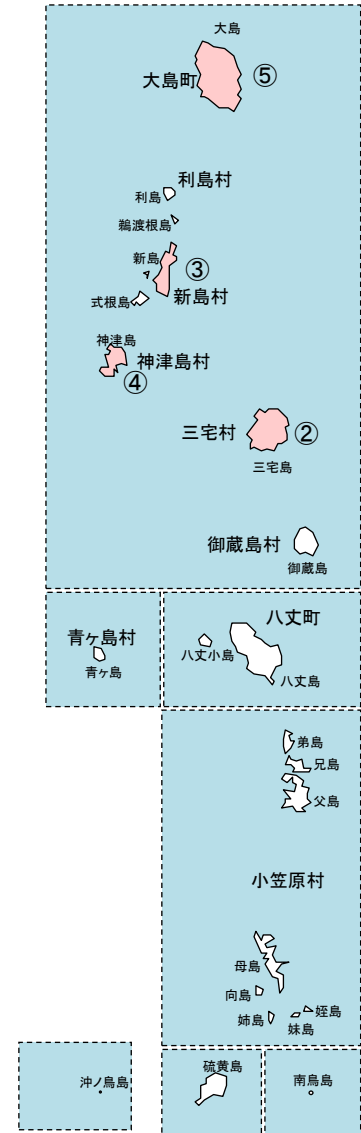 大島
大島町
⑤
利島村
利島
鵜渡根島
新島
③
式根島
新島村
神津島
神津島村
④
三宅村
②
三宅島
御蔵島村
御蔵島
青ヶ島村
青ヶ島
八丈町
八丈小島
八丈島
弟島
兄島
父島
小笠原村
母島
向島
姉島
姪島
妹島
沖ノ鳥島
硫黄島
南鳥島